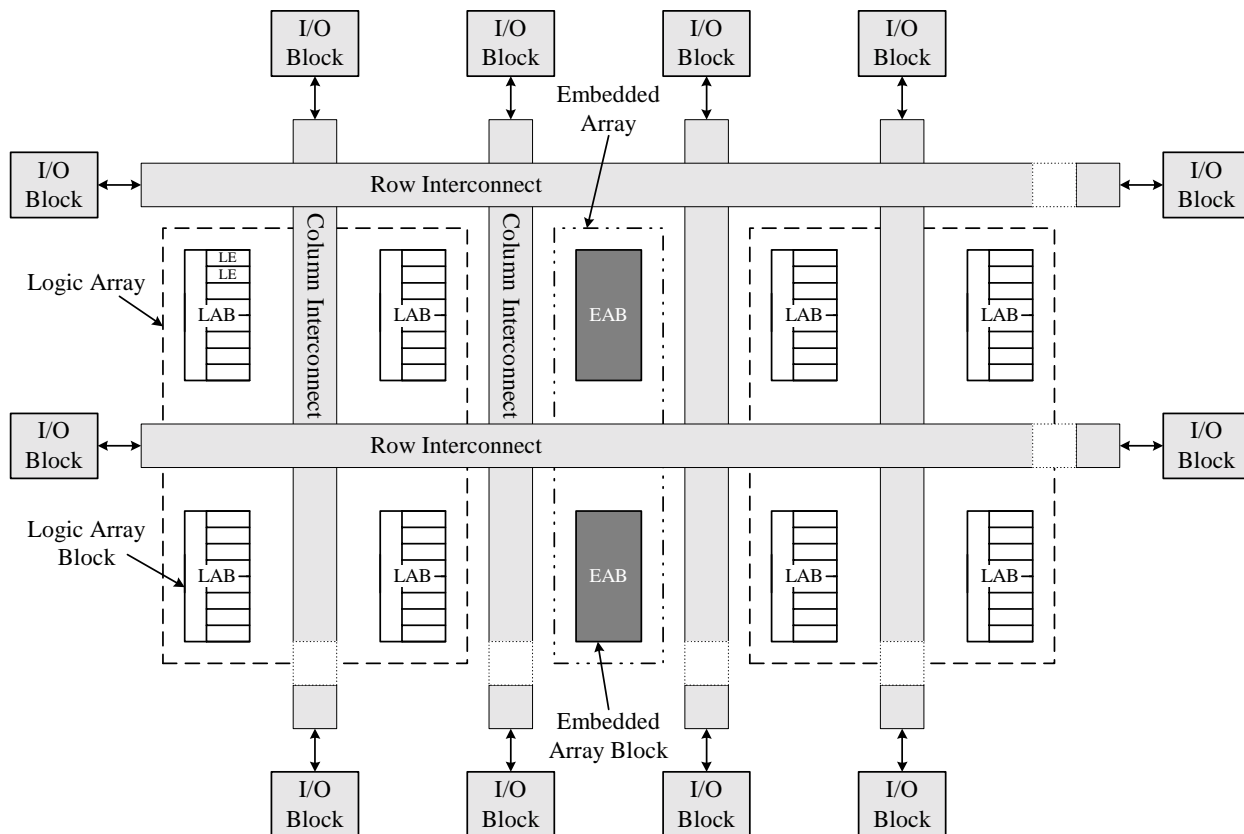 I/O
Block
I/O
Block
I/O
Block
I/O
Block
Embedded
Array
I/O
Block
Row Interconnect
I/O
Block
Logic Array
LE
LE
LAB
Column Interconnect
LAB
Column Interconnect
EAB
LAB
LAB
I/O
Block
Row Interconnect
I/O
Block
Logic Array
Block
LAB
LAB
EAB
LAB
LAB
Embedded
Array Block
I/O
Block
I/O
Block
I/O
Block
I/O
Block